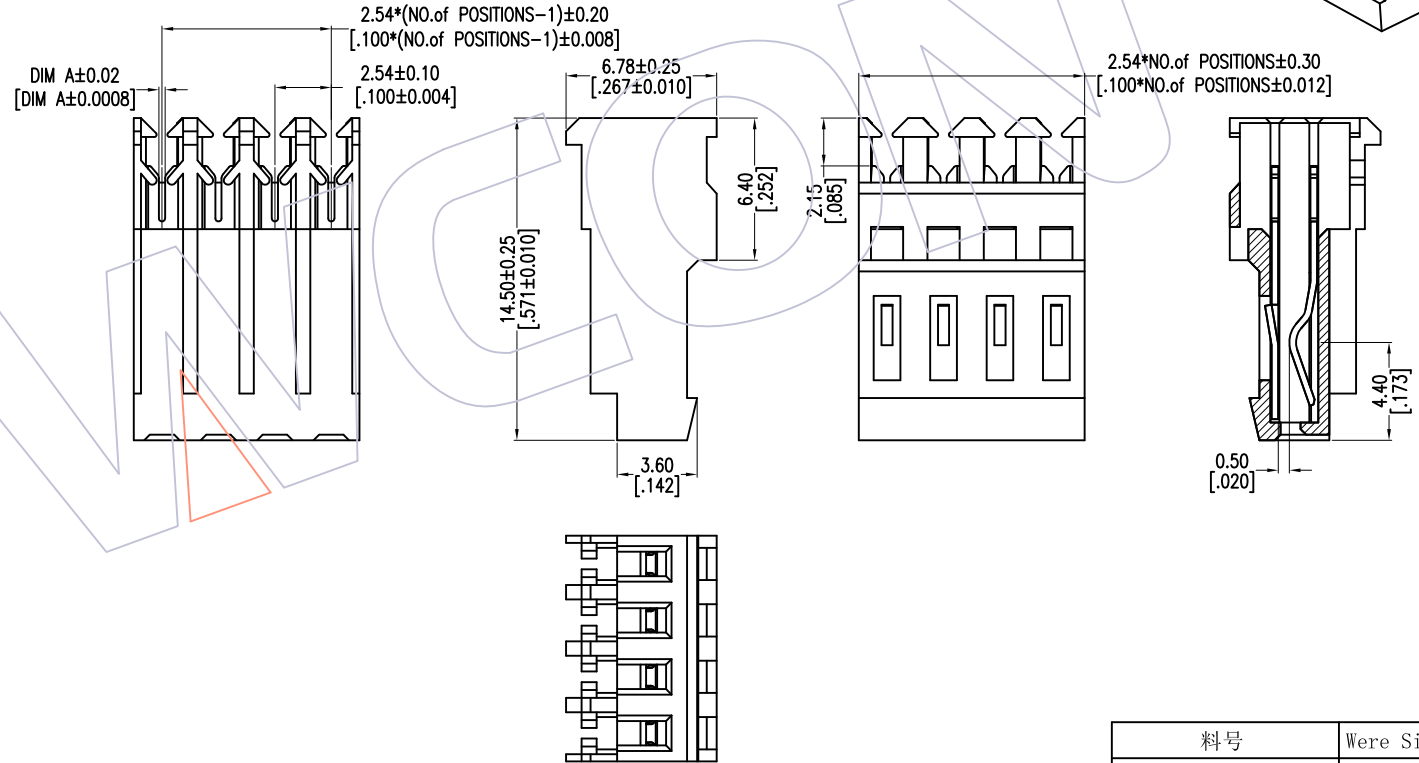 2.54*(NO.of POSITIONS-1)±0.20
[.100*(NO.of POSITIONS-1)±0.008]
DIM A±0.02
[DIM A±0.0008]
2.54±0.10
[.100±0.004]
6.78±0.25
[.267±0.010]
2.54*NO.of POSITIONS±0.30
[.100*NO.of POSITIONS±0.012]
14.50±0.25
[.571±0.010]
6.40
[.252]
2.15
[.085]
4.40
[.173]
3.60
[.142]
0.50
[.020]
WCON
料号
Were Si